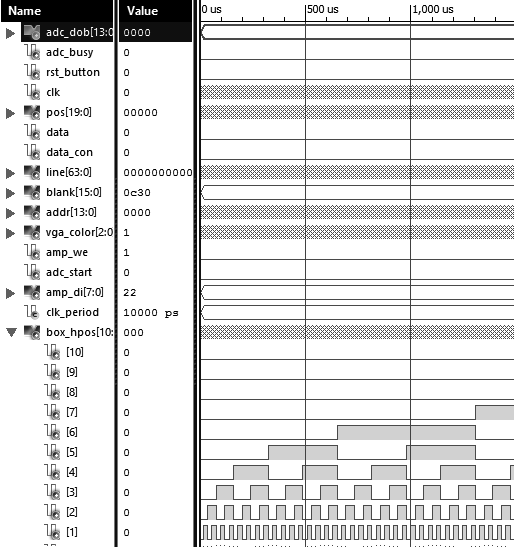 Name Value 0 us 500 us 1,000 us
adc_dob[13:0 0000
adc_busy 0
rst_button 0
clk 0
pos[19:0] 00000
data 0
data_con 0
line[63:0] 0000000000
blank[15:0] 0c30
addr[13:0] 0000
vga_color[2:0 1
amp_we 1
adc_start 0
amp_di[7:0] 22
clk_period 10000 ps
box_hpos[10: 000
[10] 0
[9] 0
[8] 0
[7] 0
[6] 0
[5] 0
[4] 0
[3] 0
[2] 0
[1] 0